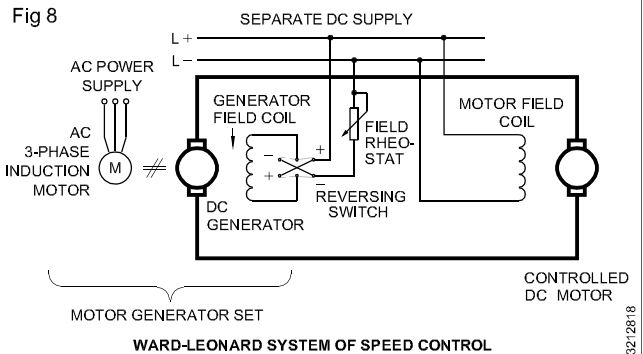 Fig 8
SEPARATE DC SUPPLY
L +
L -
AC POWER
SUPPLY
GENERATOR
FIELD COIL
MOTOR FIELD
COIL
AC
3-PHASE
INDUCTION
MOTOR
M
- +
+ -
FIELD
RHEO-
STAT
REVERSING
SWITCH
DC
GENERATOR
CONTROLLED
DC MOTOR
MOTOR GENERATOR SET
WARD-LEONARD SYSTEM OF SPEED CONTROL
3212818